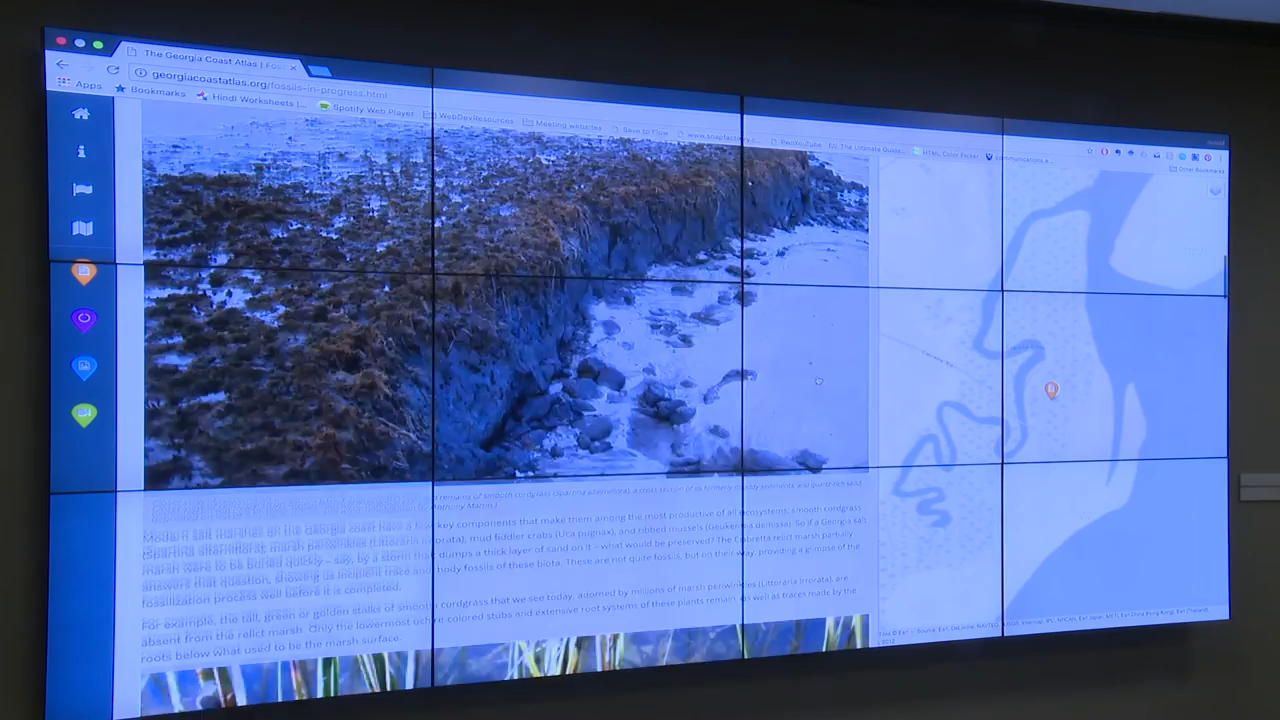 The Georgia Coast Atlas | Fos
georgiacoastatlas.org/fossils-in-progress.html
Apps Bookmarks Hindi Worksheets |... Spotify Web Player WebDevResources Meeting websites Save to Flow The Ultimate Guide HTML Color Picker communications.e...
Other Bookmarks
remains of smooth cordgrass (Spartina alterniflora), a cross section of its formerly muddy sediments, and quartz-rich sand
Anthony Martin.)
Modern salt marshes on the Georgia coast have a few key components that make them among the most productive of all ecosystems: smooth cordgrass
(Spartina alterniflora), marsh periwinkles (Littoraria irrorata), mud fiddler crabs (Uca pugnax), and ribbed mussels (Geukensia demissa). So if a Georgia salt
marsh were to be buried quickly – say, by a storm that dumps a thick layer of sand on it – what would be preserved? The Cabretta relict marsh partially
answers that question, showing us incipient trace and body fossils of these biota. These are not quite fossils, but on their way, providing a glimpse of the
fossilization process well before it is completed.
For example, the tall, green or golden stalks of smooth cordgrass that we see today, adorned by millions of marsh periwinkles (Littoraria irrorata), are
absent from the relict marsh. Only the lowermost ochre colored stubs and extensive root systems of these plants remain, as well as traces made by the
roots below what used to be the marsh surface.